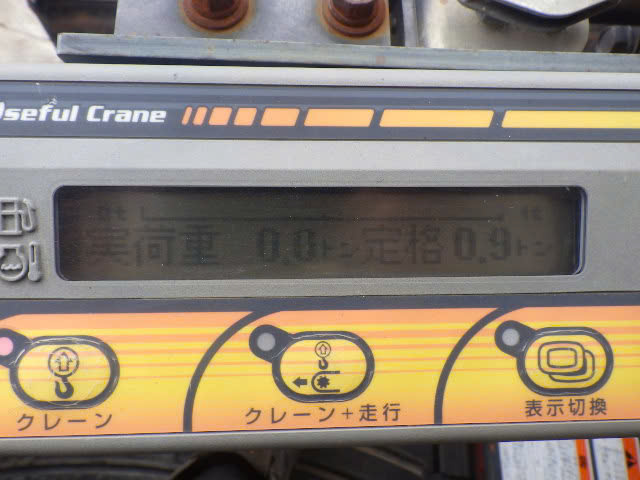 Useful Crane
実荷重 0.0トン 定格 0.9トン
クレーン
クレーン+走行
表示切換